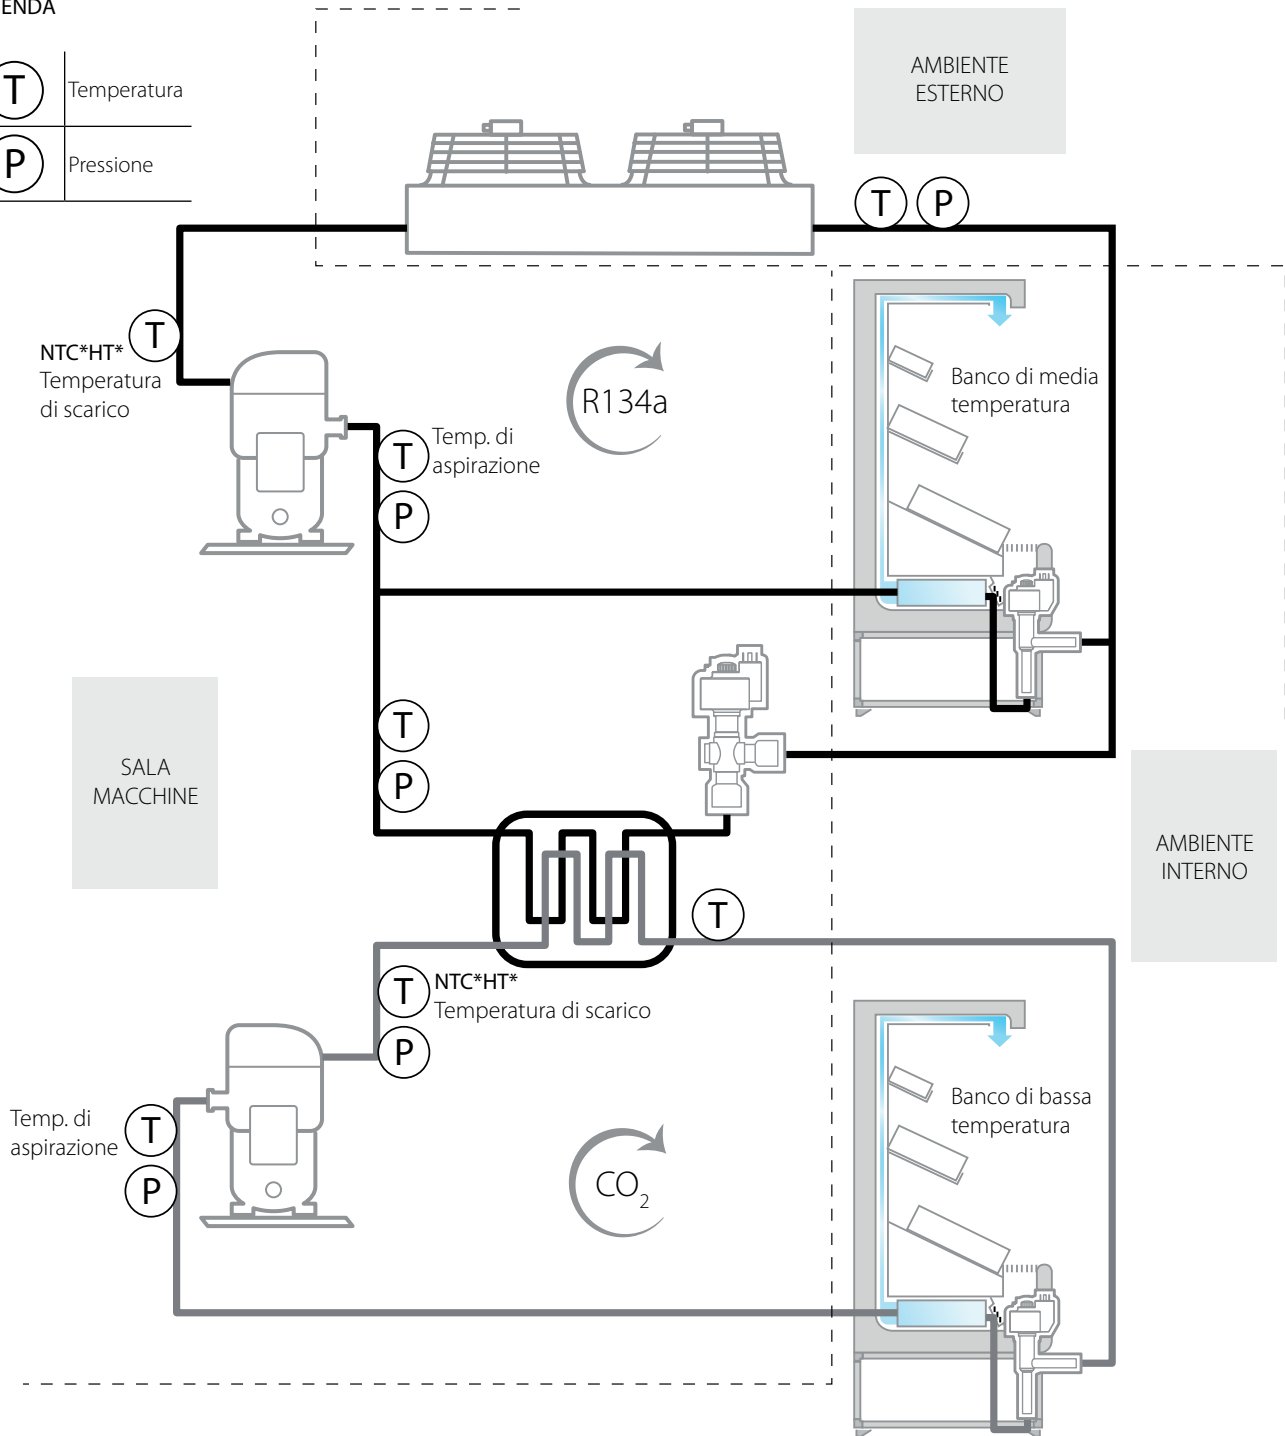 ENDA
T
Temperatura
P
Pressione
AMBIENTE
ESTERNO
T P
T
NTC*HT*
Temperatura
di scarico
R134a
Banco di media
temperatura
T
Temp. di
aspirazione
P
T
P
SALA
MACCHINE
AMBIENTE
INTERNO
T
T
NTC*HT*
Temperatura di scarico
P
Temp. di
aspirazione
T
P
CO2
Banco di bassa
temperatura